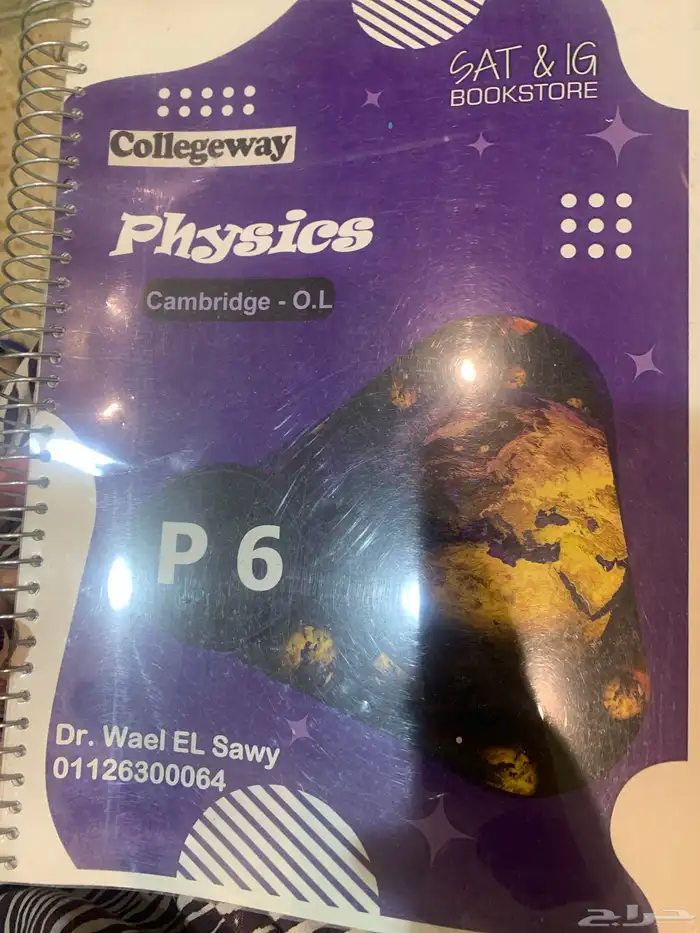 SAT & IG
BOOKSTORE
Collegeway
Physics
Cambridge - O.L
P 6
Dr. Wael EL Sawy
01126300064
حراج